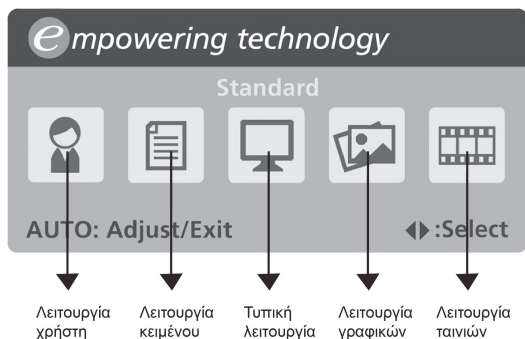 empowering technology
Standard
AUTO: Adjust/Exit :Select
Λειτουργία χρήστη
Λειτουργία κειμένου
Τυπική λειτουργία
Λειτουργία γραφικών
Λειτουργία ταινιών